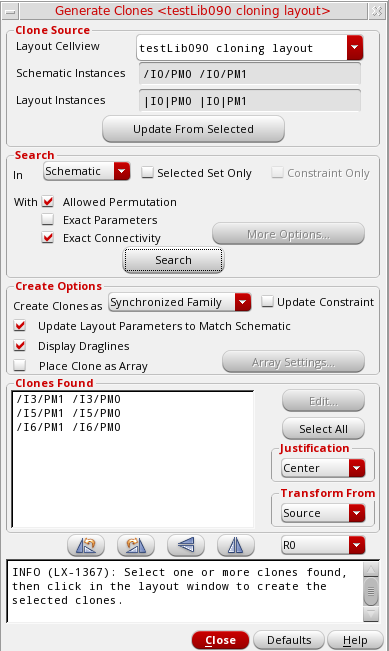 Generate Clones <testLib090 cloning layout>
Clone Source
Layout Cellview testLib090 cloning layout
Schematic Instances /IO/PM0 /IO/PM1
Layout Instances |IO|PM0 |IO|PM1
Update From Selected
Search
In Schematic Selected Set Only Constraint Only
With Allowed Permutation
Exact Parameters
Exact Connectivity More Options...
Search
Create Options
Create Clones as Synchronized Family Update Constraint
Update Layout Parameters to Match Schematic
Display Draglines
Place Clone as Array Array Settings...
Clones Found
/I3/PM1 /I3/PM0
/I5/PM1 /I5/PM0
/I6/PM1 /I6/PM0
Edit...
Select All
Justification
Center
Transform From
Source
R0
INFO (LX-1367): Select one or more clones found,
then click in the layout window to create the
selected clones.
Close Defaults Help